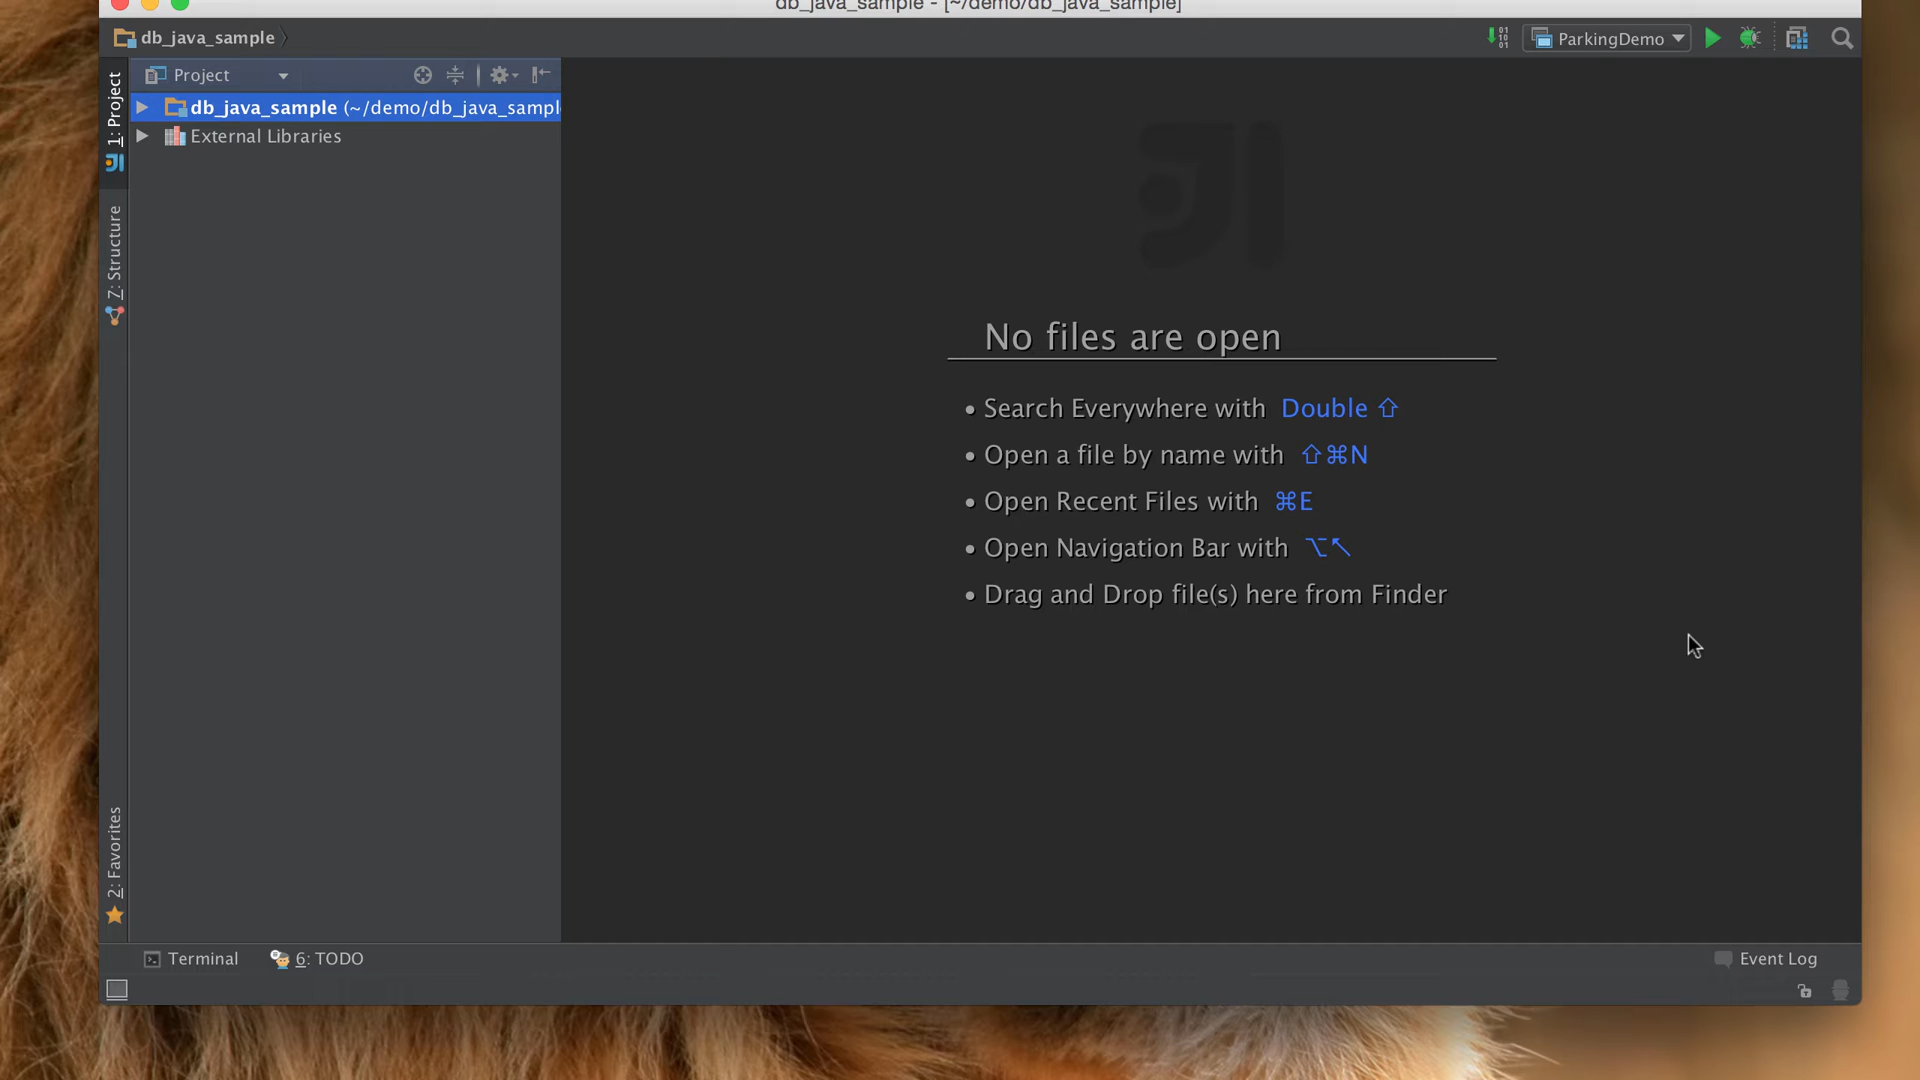 db_java_sample - [~/demo/db_java_sample]
db_java_sample
ParkingDemo
1: Project
Project
db_java_sample (~/demo/db_java_sampl
External Libraries
7: Structure
No files are open
Search Everywhere with Double ⇧
Open a file by name with ⇧⌘N
Open Recent Files with ⌘E
Open Navigation Bar with ⌥↖
Drag and Drop file(s) here from Finder
2: Favorites
Terminal
6: TODO
Event Log